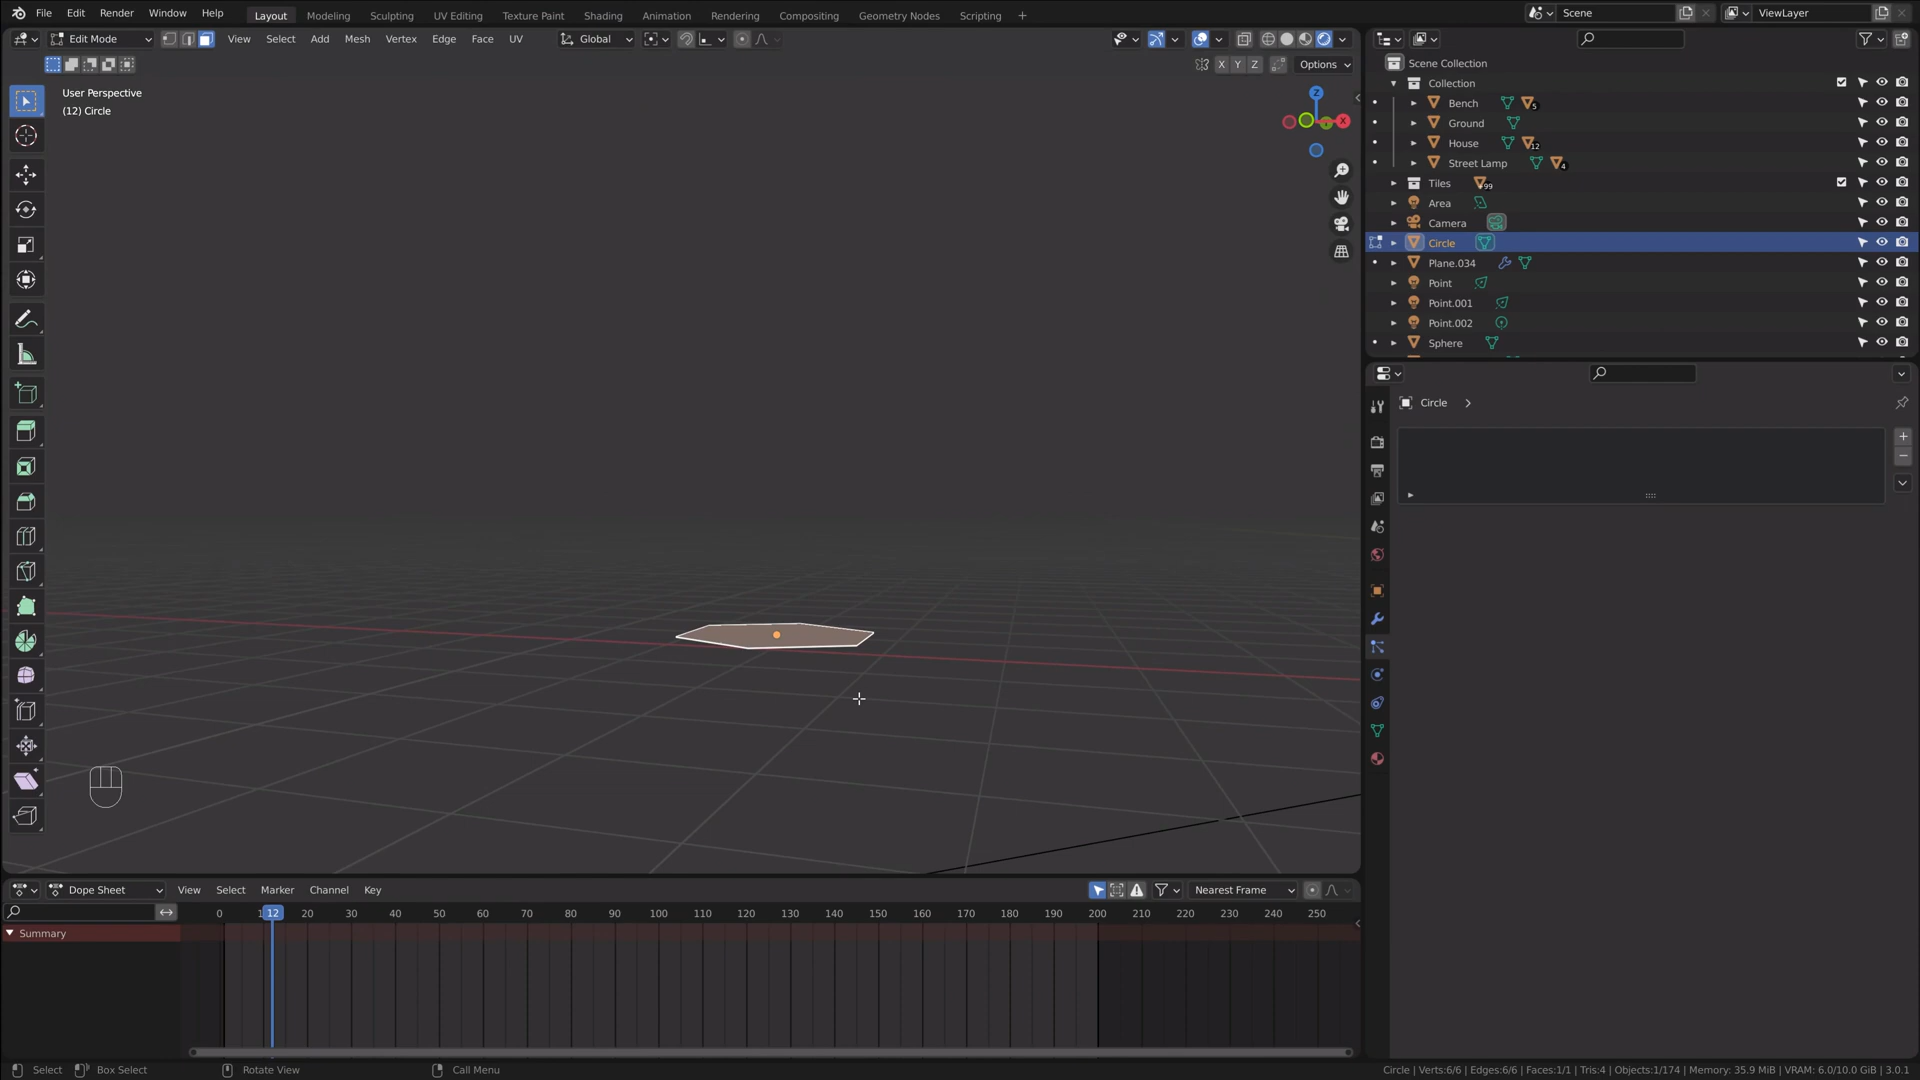 File Edit Render Window Help Layout Modeling Sculpting UV Editing Texture Paint Shading Animation Rendering Compositing Geometry Nodes Scripting + Scene ViewLayer
Edit Mode View Select Add Mesh Vertex Edge Face UV Global
X Y Z Options
User Perspective
(12) Circle
Z
X
Scene Collection
Collection
Bench 5
Ground
House 12
Street Lamp 4
Tiles 99
Area
Camera
Circle
Plane.034
Point
Point.001
Point.002
Sphere
Circle
Dope Sheet View Select Marker Channel Key Nearest Frame
0 12 20 30 40 50 60 70 80 90 100 110 120 130 140 150 160 170 180 190 200 210 220 230 240 250
Summary
Select Box Select Rotate View Call Menu Circle | Verts:6/6 | Edges:6/6 | Faces:1/1 | Tris:4 | Objects:1/174 | Memory: 35.9 MiB | VRAM: 6.0/10.0 GiB | 3.0.1